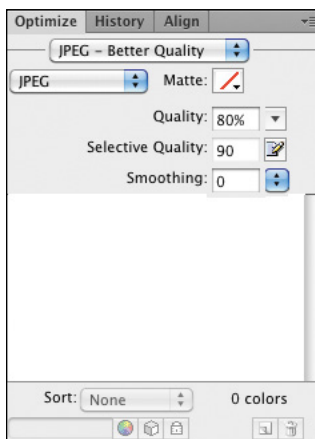 Optimize History Align
JPEG – Better Quality
JPEG Matte:
Quality: 80%
Selective Quality: 90
Smoothing: 0
Sort: None 0 colors